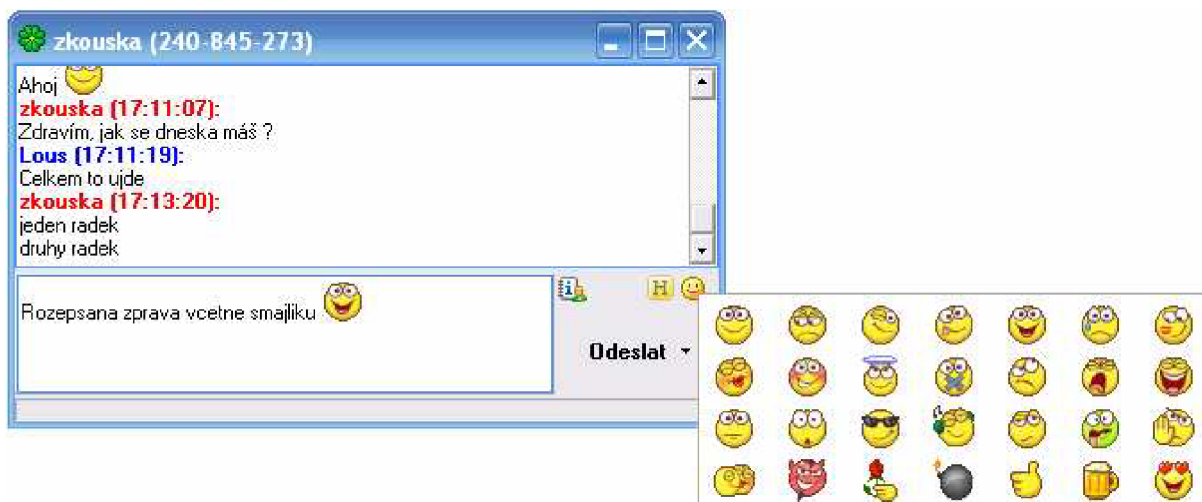 zkouska (240-845-273)
Ahoj
zkouska (17:11:07):
Zdravím, jak se dneska máš ?
Lous (17:11:19):
Celkem to ujde
zkouska (17:13:20):
jeden radek
druhy radek
Rozepsana zprava vcetne smajliku
H
Odeslat